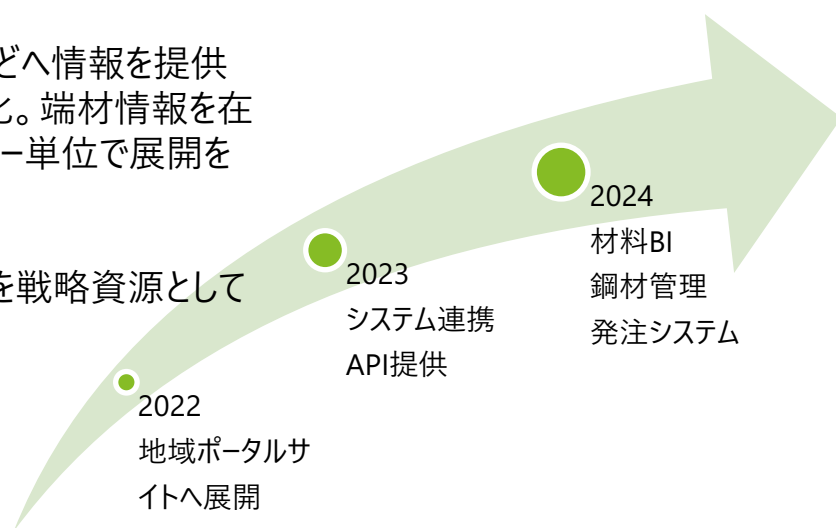 どへ情報を提供
と。端材情報を在
ー単位で展開を
を戦略資源として
2022
地域ポータルサ
イトへ展開
2023
システム連携
API提供
2024
材料BI
鋼材管理
発注システム